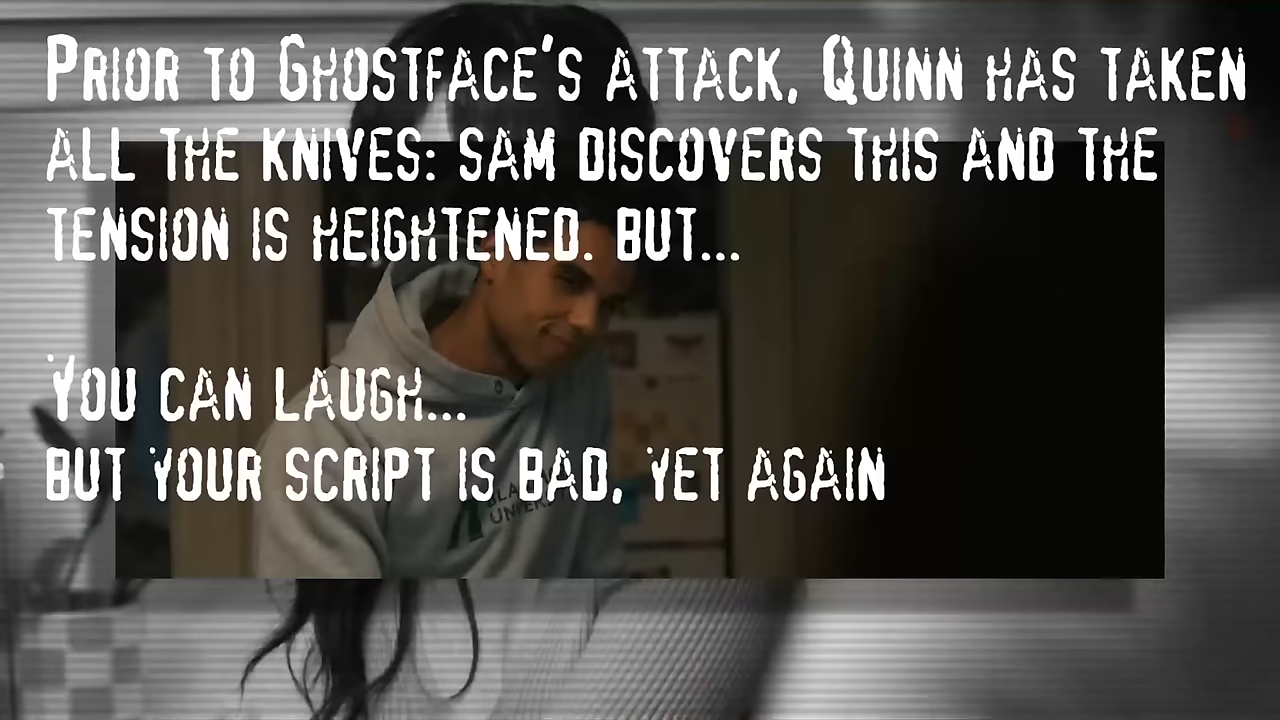 Prior to Ghostface's attack, Quinn has taken
all the knives: Sam discovers this and the
tension is heightened. But...
You can laugh...
but your script is bad, yet again